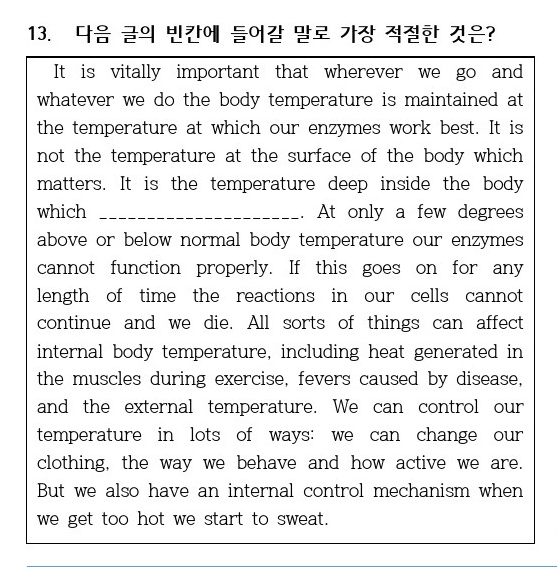 13. 다음 글의 빈칸에 들어갈 말로 가장 적절한 것은?
It is vitally important that wherever we go and
whatever we do the body temperature is maintained at
the temperature at which our enzymes work best. It is
not the temperature at the surface of the body which
matters. It is the temperature deep inside the body
which _____________________. At only a few degrees
above or below normal body temperature our enzymes
cannot function properly. If this goes on for any
length of time the reactions in our cells cannot
continue and we die. All sorts of things can affect
internal body temperature, including heat generated in
the muscles during exercise, fevers caused by disease,
and the external temperature. We can control our
temperature in lots of ways: we can change our
clothing, the way we behave and how active we are.
But we also have an internal control mechanism when
we get too hot we start to sweat.